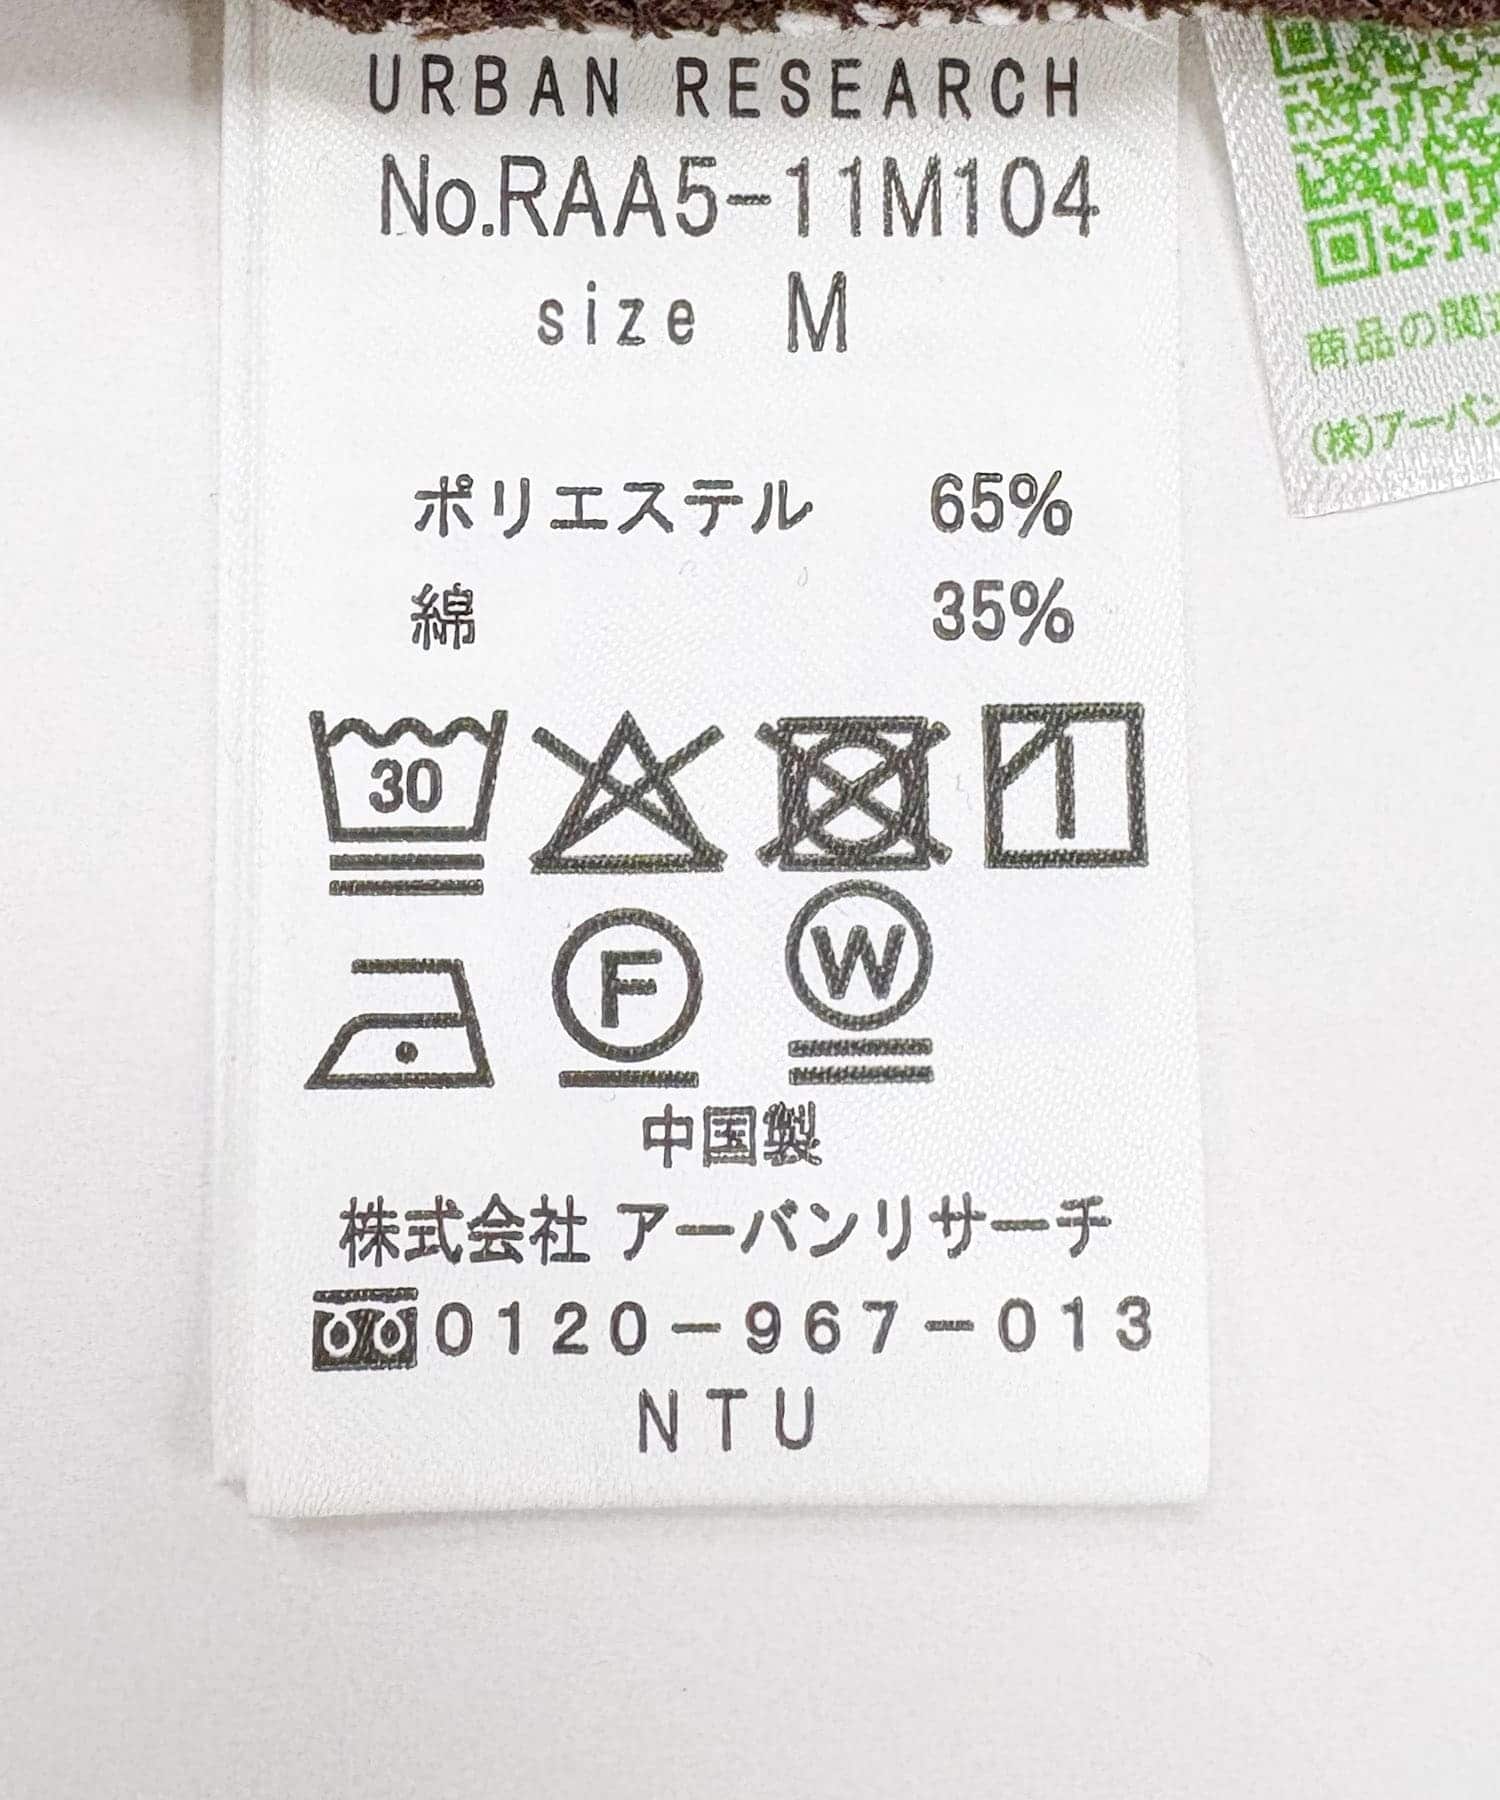 URBAN RESEARCH
No.RAA5-11M104
size M
ポリエステル 65%
綿 35%
30
F
W
中国製
株式会社 アーバンリサーチ
0120-967-013
NTU
商品の関
(株)アーバン